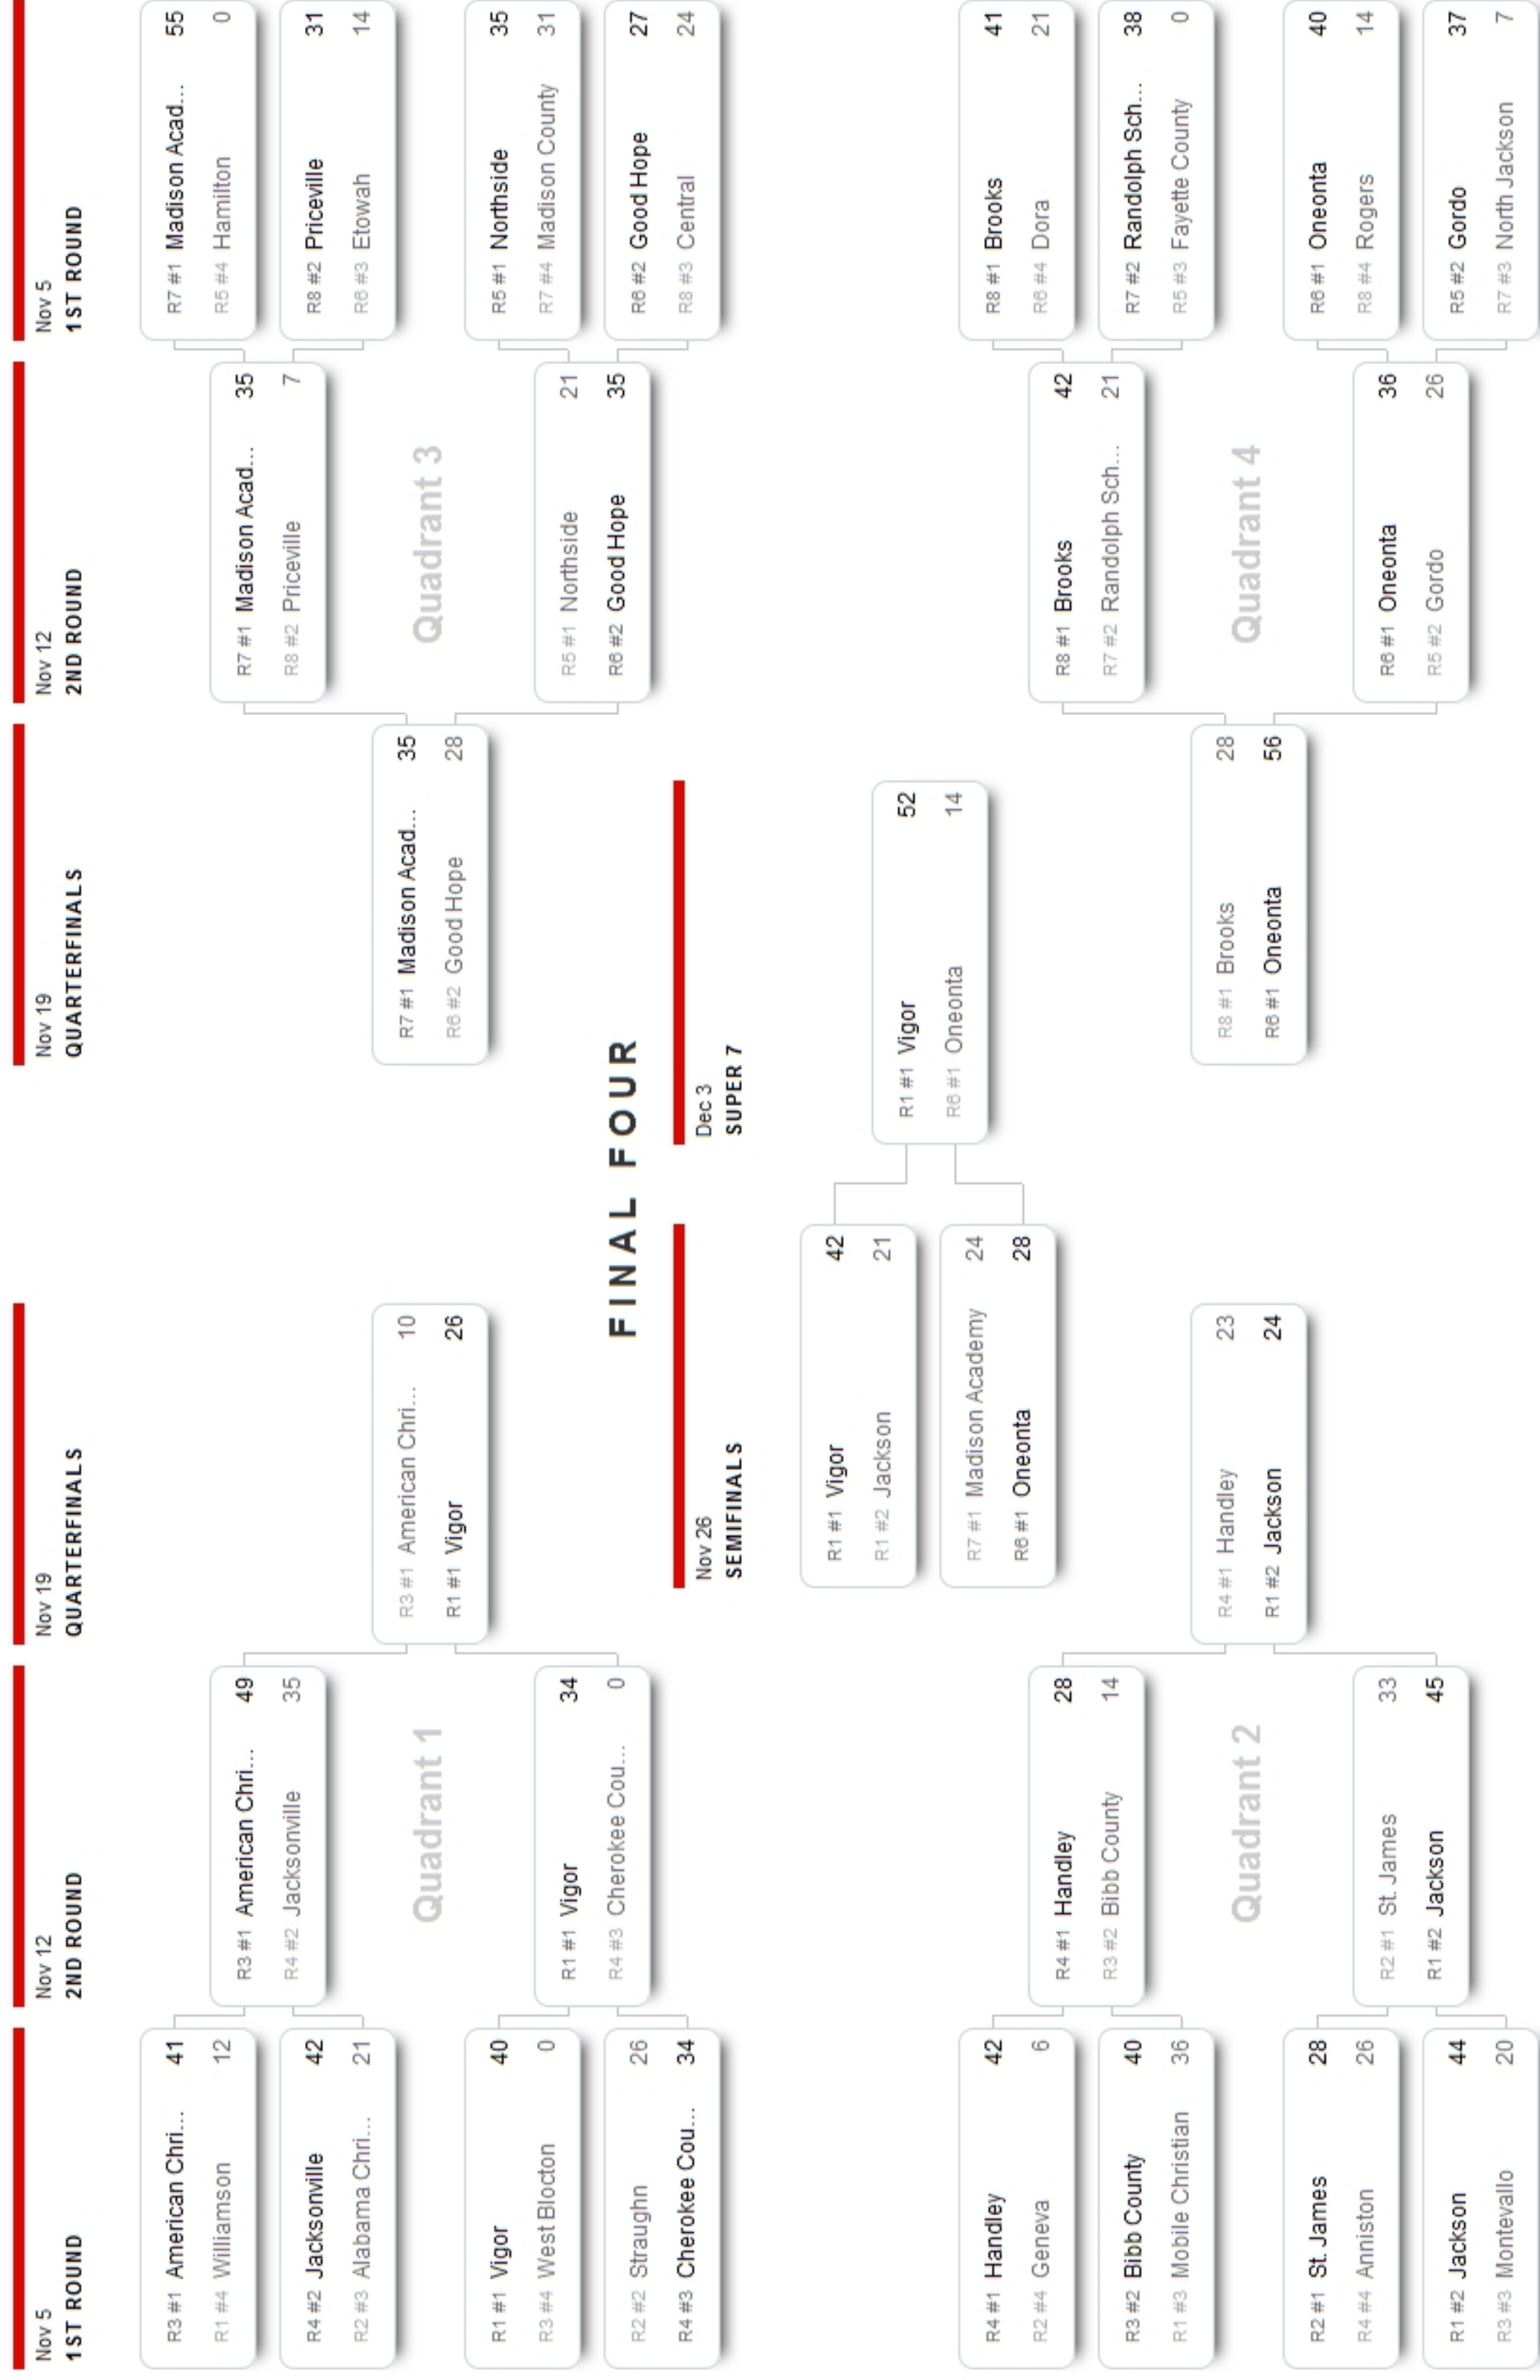 Nov 5
1ST ROUND
Nov 12
2ND ROUND
Nov 19
QUARTERFINALS
Nov 19
QUARTERFINALS
Nov 12
2ND ROUND
Nov 5
1ST ROUND
R3 #1 American Chri... 41
R1 #4 Williamson 12
R4 #2 Jacksonville 42
R2 #3 Alabama Chri... 21
R1 #1 Vigor 40
R3 #4 West Blocton 0
R2 #2 Straughn 26
R4 #3 Cherokee Cou... 34
R3 #1 American Chri... 49
R4 #2 Jacksonville 35
Quadrant 1
R1 #1 Vigor 34
R4 #3 Cherokee Cou... 0
R3 #1 American Chri... 10
R1 #1 Vigor 26
R7 #1 Madison Acad... 35
R6 #2 Good Hope 28
R7 #1 Madison Acad... 35
R8 #2 Priceville 7
Quadrant 3
R5 #1 Northside 21
R6 #2 Good Hope 35
R7 #1 Madison Acad... 55
R5 #4 Hamilton 0
R8 #2 Priceville 31
R6 #3 Etowah 14
R5 #1 Northside 35
R7 #4 Madison County 31
R6 #2 Good Hope 27
R8 #3 Central 24
FINAL FOUR
Nov 26
SEMIFINALS
Dec 3
SUPER 7
R1 #1 Vigor 42
R1 #2 Jackson 21
R7 #1 Madison Academy 24
R6 #1 Oneonta 28
R1 #1 Vigor 52
R6 #1 Oneonta 14
R4 #1 Handley 42
R2 #4 Geneva 6
R3 #2 Bibb County 40
R1 #3 Mobile Christian 36
R2 #1 St. James 28
R4 #4 Anniston 26
R1 #2 Jackson 44
R3 #3 Montevallo 20
R4 #1 Handley 28
R3 #2 Bibb County 14
Quadrant 2
R2 #1 St. James 33
R1 #2 Jackson 45
R4 #1 Handley 23
R1 #2 Jackson 24
R8 #1 Brooks 28
R6 #1 Oneonta 56
R8 #1 Brooks 42
R7 #2 Randolph Sch... 21
Quadrant 4
R6 #1 Oneonta 36
R5 #2 Gordo 26
R8 #1 Brooks 41
R6 #4 Dora 21
R7 #2 Randolph Sch... 38
R5 #3 Fayette County 0
R6 #1 Oneonta 40
R8 #4 Rogers 14
R5 #2 Gordo 37
R7 #3 North Jackson 7